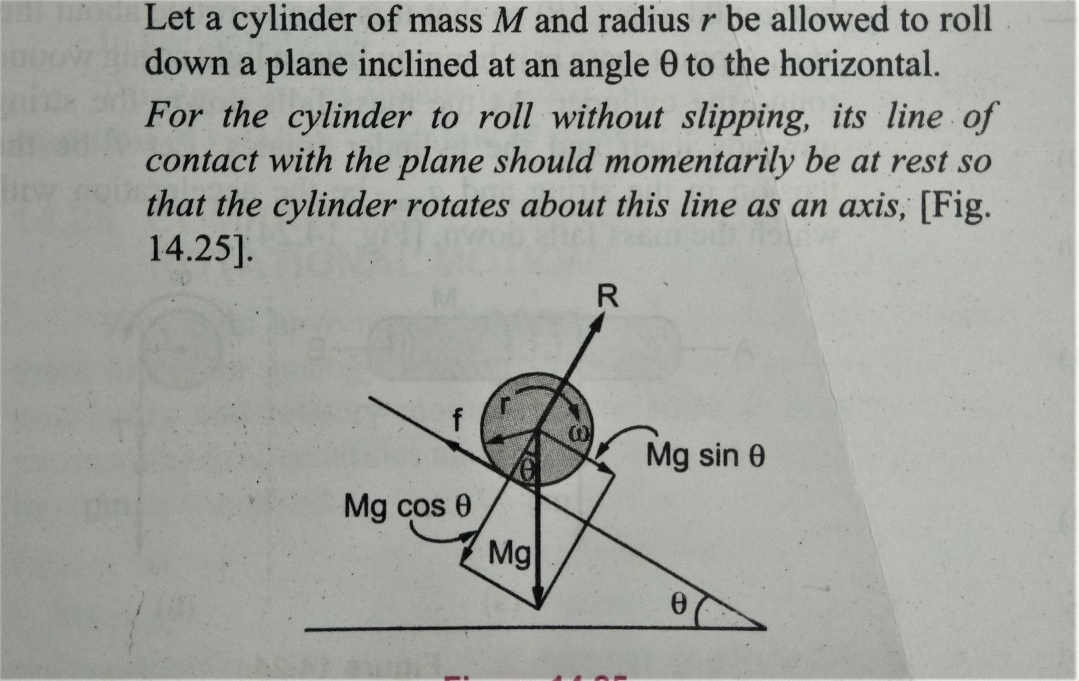 Let a cylinder of mass M and radius r be allowed to roll
down a plane inclined at an angle θ to the horizontal.
For the cylinder to roll without slipping, its line of
contact with the plane should momentarily be at rest so
that the cylinder rotates about this line as an axis, [Fig.
14.25].
R
f
r
ω
θ
Mg sin θ
Mg cos θ
Mg
θ